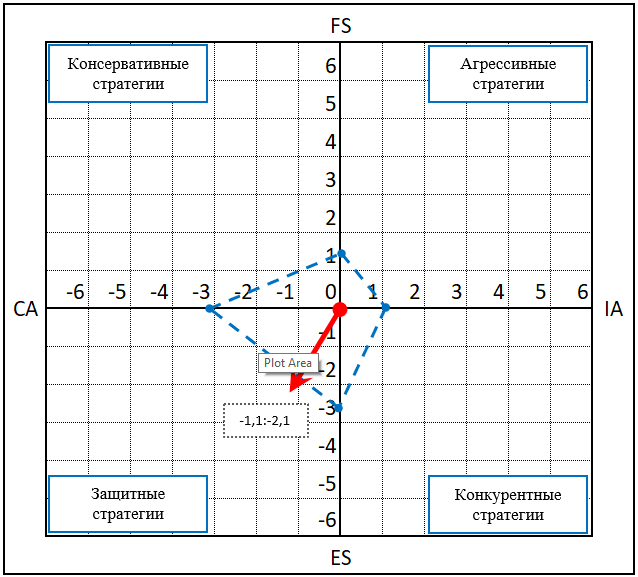 FS
Консервативные
стратегии
Агрессивные
стратегии
6
5
4
3
2
1
-6 -5 -4 -3 -2 -1 0 1 2 3 4 5 6
CA
IA
-1
Plot Area
-2
-3
-1,1:-2,1
-4
-5
-6
Защитные
стратегии
Конкурентные
стратегии
ES